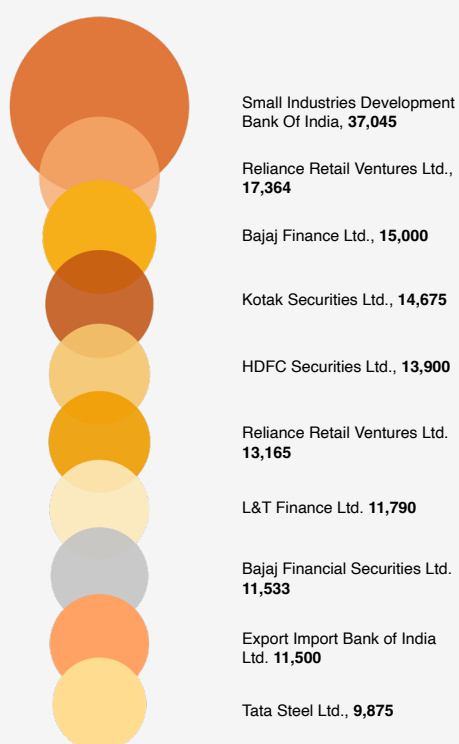 Small Industries Development
Bank Of India, 37,045
Reliance Retail Ventures Ltd.,
17,364
Bajaj Finance Ltd., 15,000
Kotak Securities Ltd., 14,675
HDFC Securities Ltd., 13,900
Reliance Retail Ventures Ltd.
13,165
L&T Finance Ltd. 11,790
Bajaj Financial Securities Ltd.
11,533
Export Import Bank of India
Ltd. 11,500
Tata Steel Ltd., 9,875